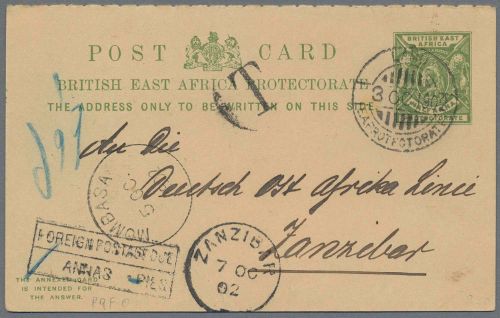 POST CARD
BRITISH EAST AFRICA PROTECTORATE
THE ADDRESS ONLY TO BE WRITTEN ON THIS SIDE
BRITISH EAST AFRICA
PROTECTORATE
T
An Die
Deutsch Ost Afrika Linie
Zanzebar
MOMBASA
FOREIGN POSTAGE DUE
ANNAS PIES
ZANZIBAR
7 OC
02
THE ANNEXED CARD
IS INTENDED FOR
THE ANSWER.